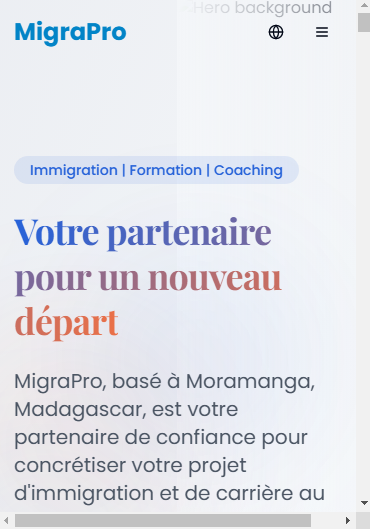 Hero background
MigraPro
Immigration | Formation | Coaching
Votre partenaire
pour un nouveau
départ
MigraPro, basé à Moramanga,
Madagascar, est votre
partenaire de confiance pour
concrétiser votre projet
d'immigration et de carrière au